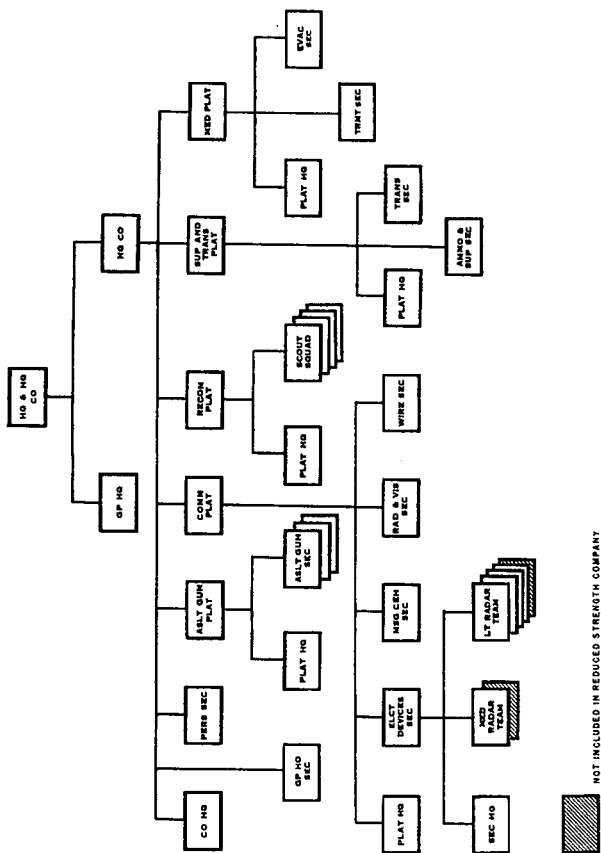 HQ & HQ
CO
GP HQ
HQ CO
CO HQ
GP HQ
SEC
PERS SEC
ASLT GUN
PLAT
COMM
PLAT
RECON
PLAT
SUP AND
TRANS
PLAT
MED PLAT
PLAT HQ
ASLT GUN
SEC
PLAT HQ
SCOUT
SQUAD
PLAT HQ
AMMO &
SUP SEC
TRANS
SEC
PLAT HQ
TRMT SEC
EVAC
SEC
PLAT HQ
ELCT
DEVICES
SEC
MSG CEN
SEC
RAD & VIS
SEC
WIRE SEC
SEC HQ
MED
RADAR
TEAM
LT RADAR
TEAM
NOT INCLUDED IN REDUCED STRENGTH COMPANY